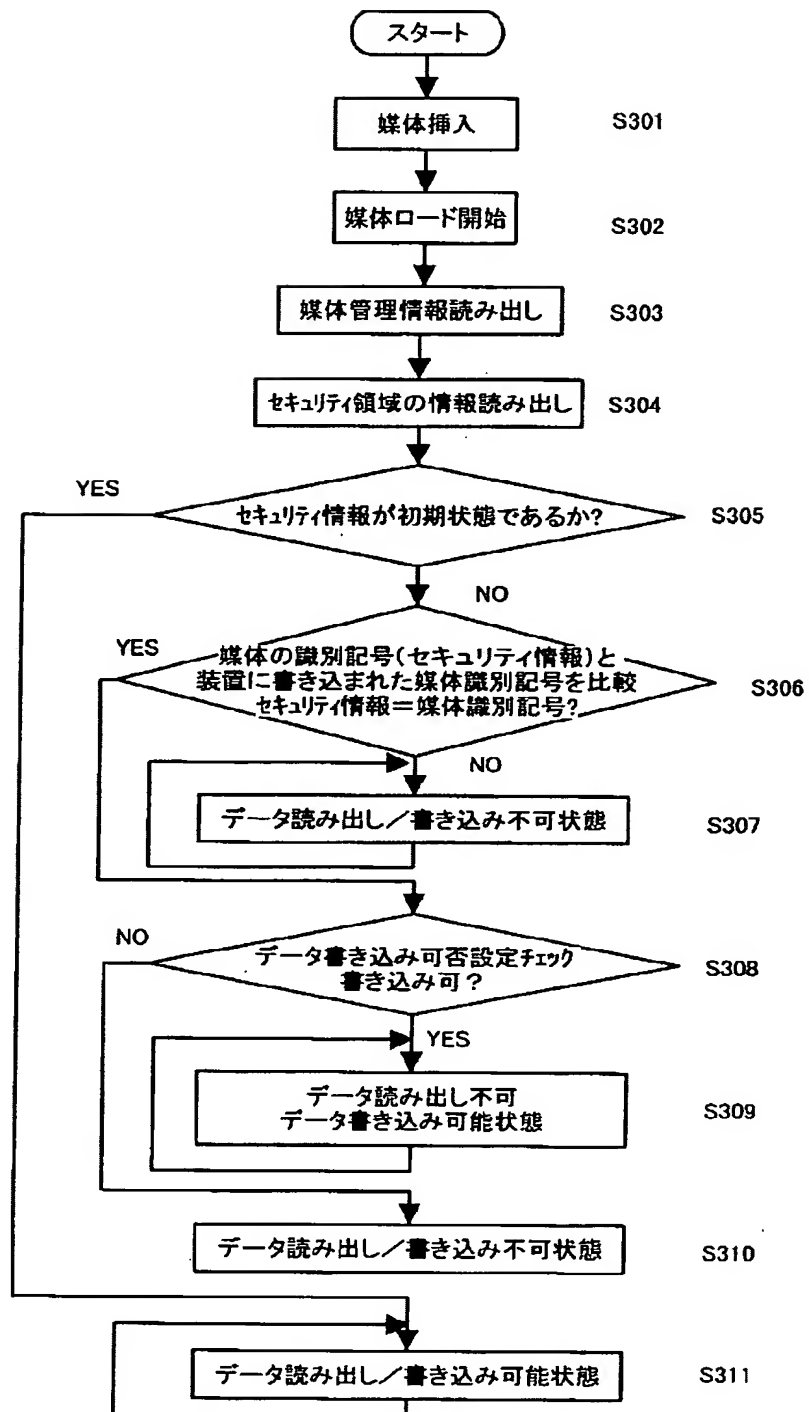 スタート
媒体挿入 S301
媒体ロード開始 S302
媒体管理情報読み出し S303
セキュリティ領域の情報読み出し S304
YES
セキュリティ情報が初期状態であるか? S305
NO
YES
媒体の識別記号(セキュリティ情報)と
装置に書き込まれた媒体識別記号を比較
セキュリティ情報=媒体識別記号? S306
NO
データ読み出し/書き込み不可状態 S307
NO
データ書き込み可否設定チェック
書き込み可? S308
YES
データ読み出し不可
データ書き込み可能状態 S309
データ読み出し/書き込み不可状態 S310
データ読み出し/書き込み可能状態 S311